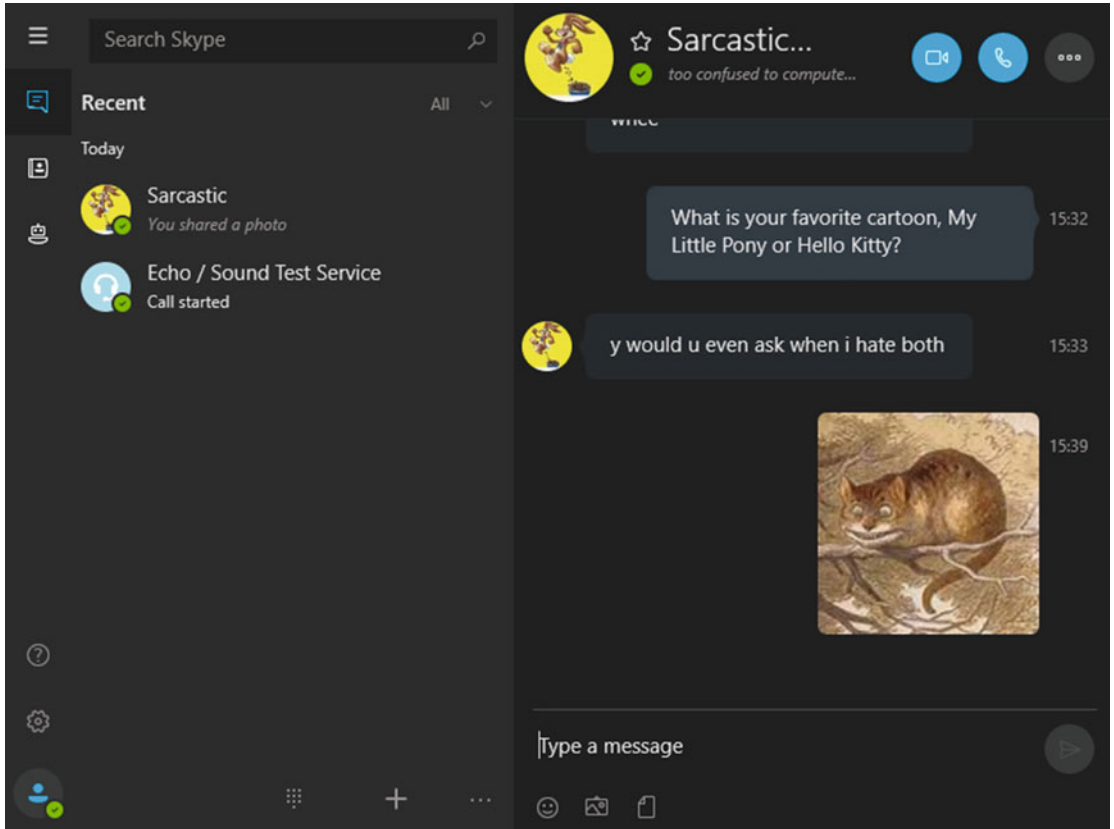 Search Skype
Recent
All
Today
Sarcastic
You shared a photo
Echo / Sound Test Service
Call started
Sarcastic...
too confused to compute...
whee
What is your favorite cartoon, My
Little Pony or Hello Kitty?
15:32
y would u even ask when i hate both
15:33
15:39
Type a message